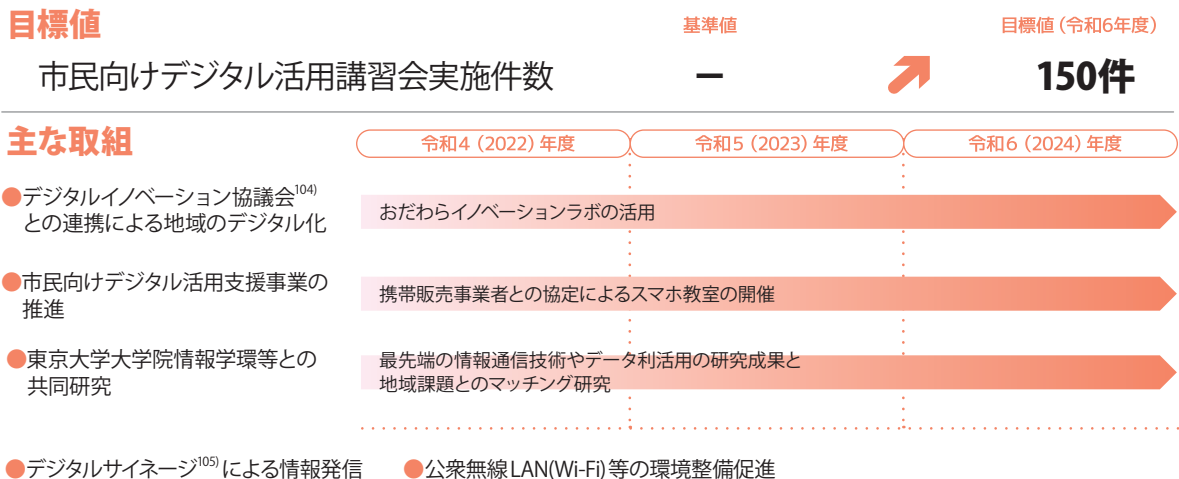 目標値
基準値 目標値（令和6年度）
市民向けデジタル活用講習会実施件数 － 150件
主な取組
令和4（2022）年度 令和5（2023）年度 令和6（2024）年度
●デジタルイノベーション協議会104)
との連携による地域のデジタル化
おだわらイノベーションラボの活用
●市民向けデジタル活用支援事業の
推進
携帯販売事業者との協定によるスマホ教室の開催
●東京大学大学院情報学環等との
共同研究
最先端の情報通信技術やデータ利活用の研究成果と
地域課題とのマッチング研究
●デジタルサイネージ105)による情報発信 ●公衆無線LAN(Wi-Fi)等の環境整備促進